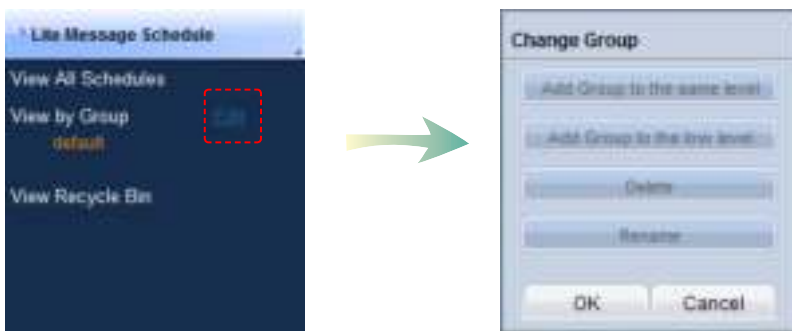 Lite Message Schedule
View All Schedules
View by Group
default
View Recycle Bin
Change Group
Add Group to the same level
Add Group to the low level
Delete
Rename
OK
Cancel